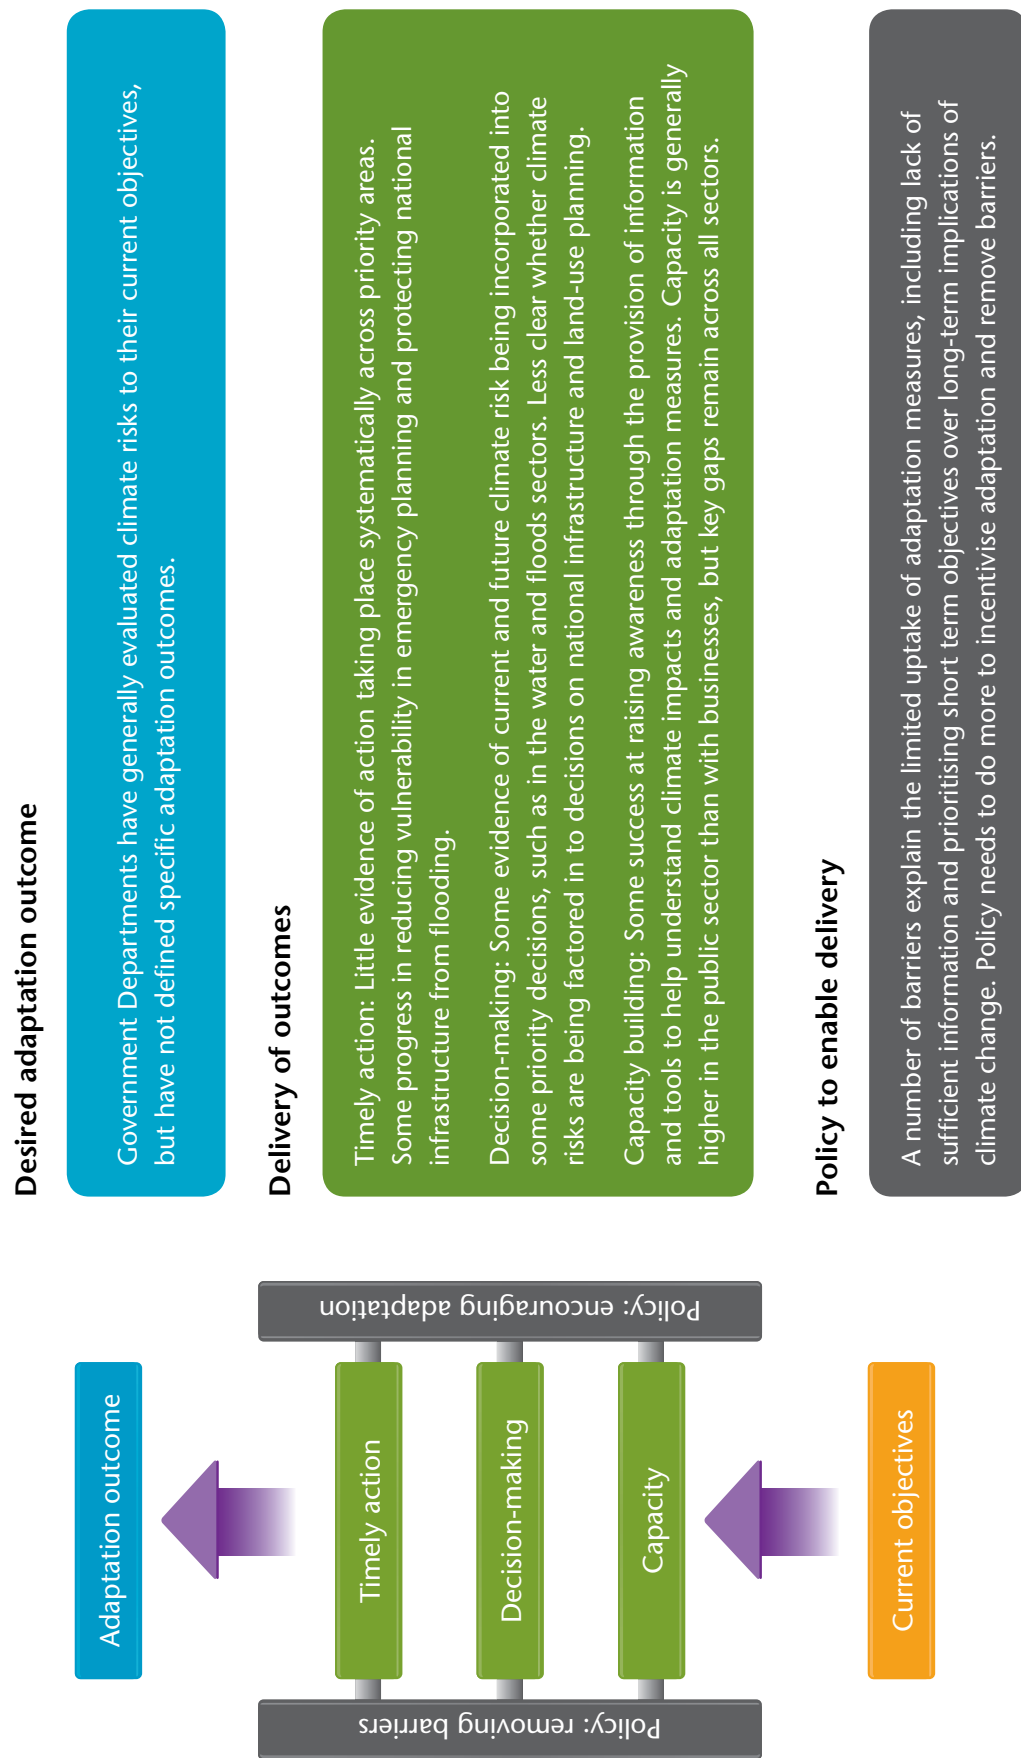 Adaptation outcome
Policy: removing barriers
Timely action
Decision-making
Capacity
Policy: encouraging adaptation
Current objectives
Desired adaptation outcome
Government Departments have generally evaluated climate risks to their current objectives,
but have not defined specific adaptation outcomes.
Delivery of outcomes
Timely action: Little evidence of action taking place systematically across priority areas.
Some progress in reducing vulnerability in emergency planning and protecting national
infrastructure from flooding.
Decision-making: Some evidence of current and future climate risk being incorporated into
some priority decisions, such as in the water and floods sectors. Less clear whether climate
risks are being factored in to decisions on national infrastructure and land-use planning.
Capacity building: Some success at raising awareness through the provision of information
and tools to help understand climate impacts and adaptation measures. Capacity is generally
higher in the public sector than with businesses, but key gaps remain across all sectors.
Policy to enable delivery
A number of barriers explain the limited uptake of adaptation measures, including lack of
sufficient information and prioritising short term objectives over long-term implications of
climate change. Policy needs to do more to incentivise adaptation and remove barriers.